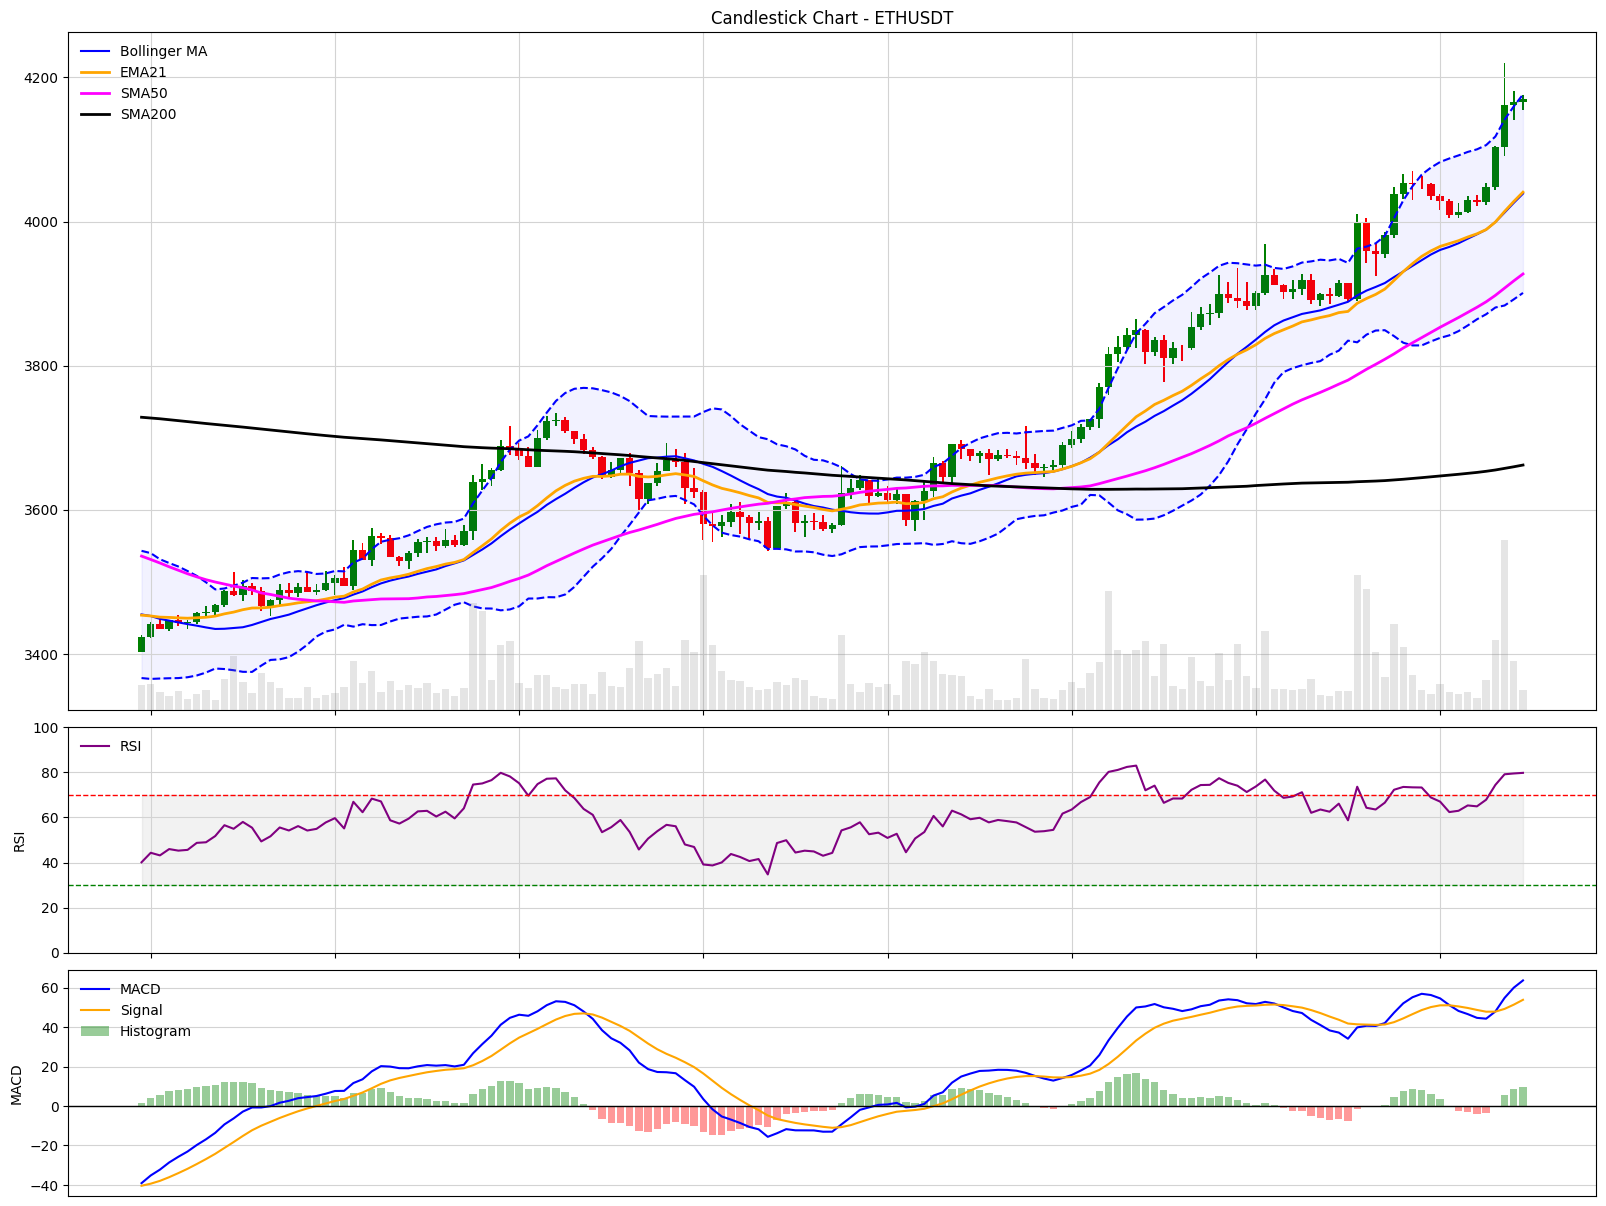 Candlestick Chart - ETHUSDT
Bollinger MA
EMA21
SMA50
SMA200
4200
4000
3800
3600
3400
RSI
100
80
60
40
20
0
RSI
MACD
Signal
Histogram
60
40
20
0
−20
−40
MACD